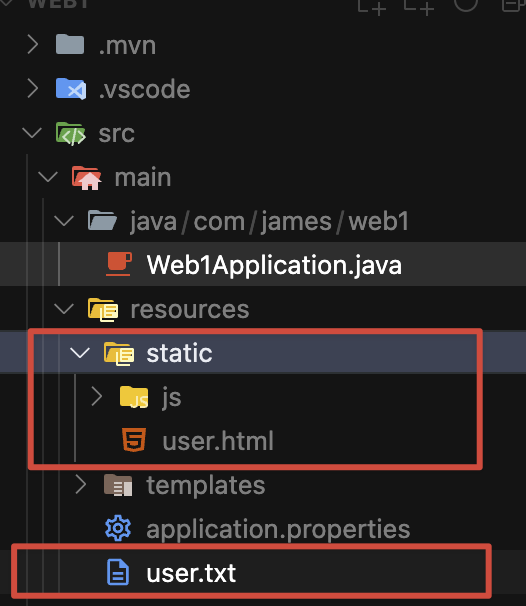 WEB1
.mvn
.vscode
src
main
java/com/james/web1
Web1Application.java
resources
static
JS
js
user.html
templates
application.properties
user.txt